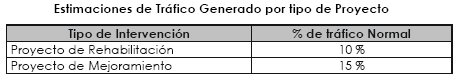 Estimaciones de Tráfico Generado por tipo de Proyecto
Tipo de Intervención % de tráfico Normal
Proyecto de Rehabilitación 10 %
Proyecto de Mejoramiento 15 %